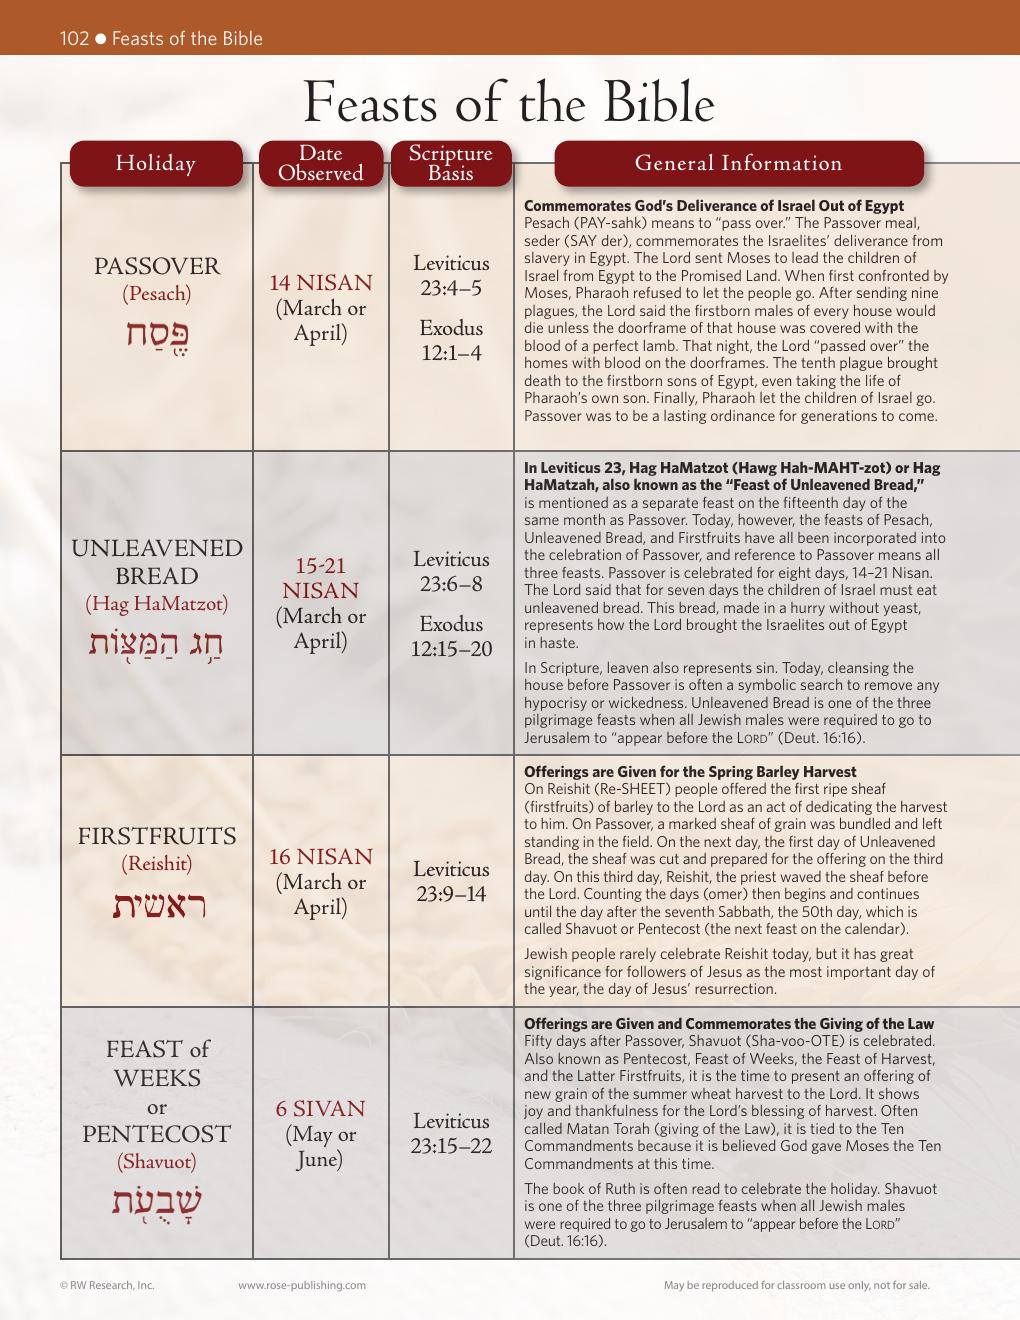 102 ● Feasts of the Bible
Feasts of the Bible
Holiday
Date
Observed
Scripture
Basis
General Information
PASSOVER
(Pesach)
פֶּ֖סַח
14 NISAN
(March or
April)
Leviticus
23:4–5
Exodus
12:1–4
Commemorates God’s Deliverance of Israel Out of Egypt
Pesach (PAY-sahk) means to “pass over.” The Passover meal,
seder (SAY der), commemorates the Israelites’ deliverance from
slavery in Egypt. The Lord sent Moses to lead the children of
Israel from Egypt to the Promised Land. When first confronted by
Moses, Pharaoh refused to let the people go. After sending nine
plagues, the Lord said the firstborn males of every house would
die unless the doorframe of that house was covered with the
blood of a perfect lamb. That night, the Lord “passed over” the
homes with blood on the doorframes. The tenth plague brought
death to the firstborn sons of Egypt, even taking the life of
Pharaoh’s own son. Finally, Pharaoh let the children of Israel go.
Passover was to be a lasting ordinance for generations to come.
UNLEAVENED
BREAD
(Hag HaMatzot)
חַ֥ג הַמַּצּ֖וֹת
15-21
NISAN
(March or
April)
Leviticus
23:6–8
Exodus
12:15–20
In Leviticus 23, Hag HaMatzot (Hawg Hah-MAHT-zot) or Hag
HaMatzah, also known as the “Feast of Unleavened Bread,”
is mentioned as a separate feast on the fifteenth day of the
same month as Passover. Today, however, the feasts of Pesach,
Unleavened Bread, and Firstfruits have all been incorporated into
the celebration of Passover, and reference to Passover means all
three feasts. Passover is celebrated for eight days, 14–21 Nisan.
The Lord said that for seven days the children of Israel must eat
unleavened bread. This bread, made in a hurry without yeast,
represents how the Lord brought the Israelites out of Egypt
in haste.
In Scripture, leaven also represents sin. Today, cleansing the
house before Passover is often a symbolic search to remove any
hypocrisy or wickedness. Unleavened Bread is one of the three
pilgrimage feasts when all Jewish males were required to go to
Jerusalem to “appear before the LORD” (Deut. 16:16).
FIRSTFRUITS
(Reishit)
ראשית
16 NISAN
(March or
April)
Leviticus
23:9–14
Offerings are Given for the Spring Barley Harvest
On Reishit (Re-SHEET) people offered the first ripe sheaf
(firstfruits) of barley to the Lord as an act of dedicating the harvest
to him. On Passover, a marked sheaf of grain was bundled and left
standing in the field. On the next day, the first day of Unleavened
Bread, the sheaf was cut and prepared for the offering on the third
day. On this third day, Reishit, the priest waved the sheaf before
the Lord. Counting the days (omer) then begins and continues
until the day after the seventh Sabbath, the 50th day, which is
called Shavuot or Pentecost (the next feast on the calendar).
Jewish people rarely celebrate Reishit today, but it has great
significance for followers of Jesus as the most important day of
the year, the day of Jesus’ resurrection.
FEAST of
WEEKS
or
PENTECOST
(Shavuot)
שָׁבֻעֹ֖ת
6 SIVAN
(May or
June)
Leviticus
23:15–22
Offerings are Given and Commemorates the Giving of the Law
Fifty days after Passover, Shavuot (Sha-voo-OTE) is celebrated.
Also known as Pentecost, Feast of Weeks, the Feast of Harvest,
and the Latter Firstfruits, it is the time to present an offering of
new grain of the summer wheat harvest to the Lord. It shows
joy and thankfulness for the Lord’s blessing of harvest. Often
called Matan Torah (giving of the Law), it is tied to the Ten
Commandments because it is believed God gave Moses the Ten
Commandments at this time.
The book of Ruth is often read to celebrate the holiday. Shavuot
is one of the three pilgrimage feasts when all Jewish males
were required to go to Jerusalem to “appear before the LORD”
(Deut. 16:16).
© RW Research, Inc.
www.rose-publishing.com
May be reproduced for classroom use only, not for sale.